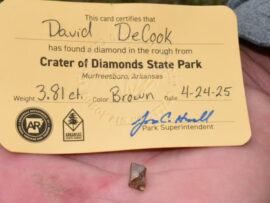 This card certifies that
David DeCook
has found a diamond in the rough from
Crater of Diamonds State Park
Murfreesboro, Arkansas
Weight 3.81 ct. Color Brown Date 4-24-25
Park Superintendent
AR